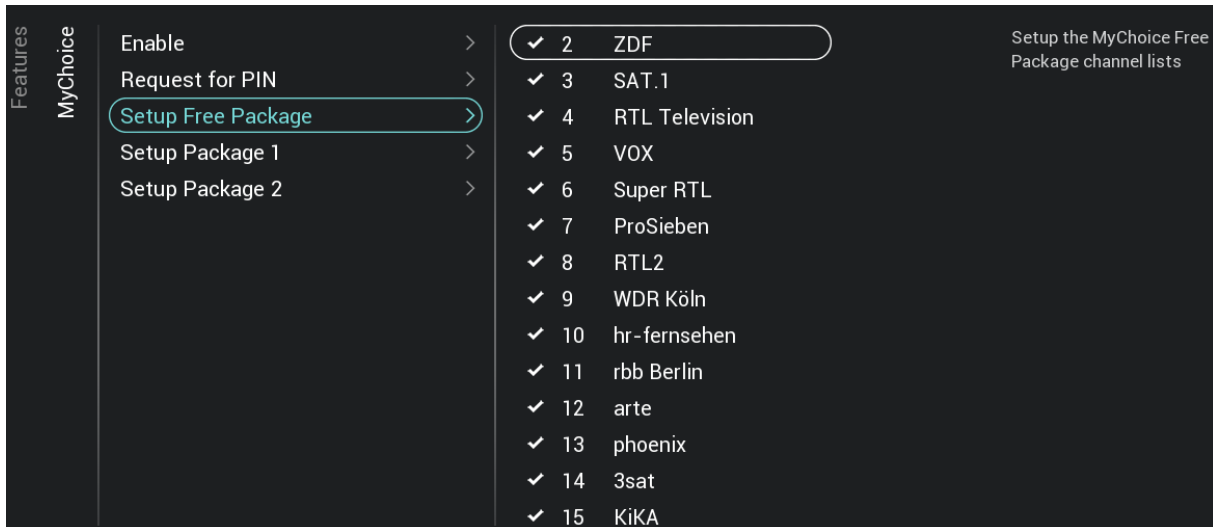 Features
MyChoice
Enable
Request for PIN
Setup Free Package
Setup Package 1
Setup Package 2
2 ZDF
3 SAT.1
4 RTL Television
5 VOX
6 Super RTL
7 ProSieben
8 RTL2
9 WDR Köln
10 hr-fernsehen
11 rbb Berlin
12 arte
13 phoenix
14 3sat
15 KiKA
Setup the MyChoice Free
Package channel lists